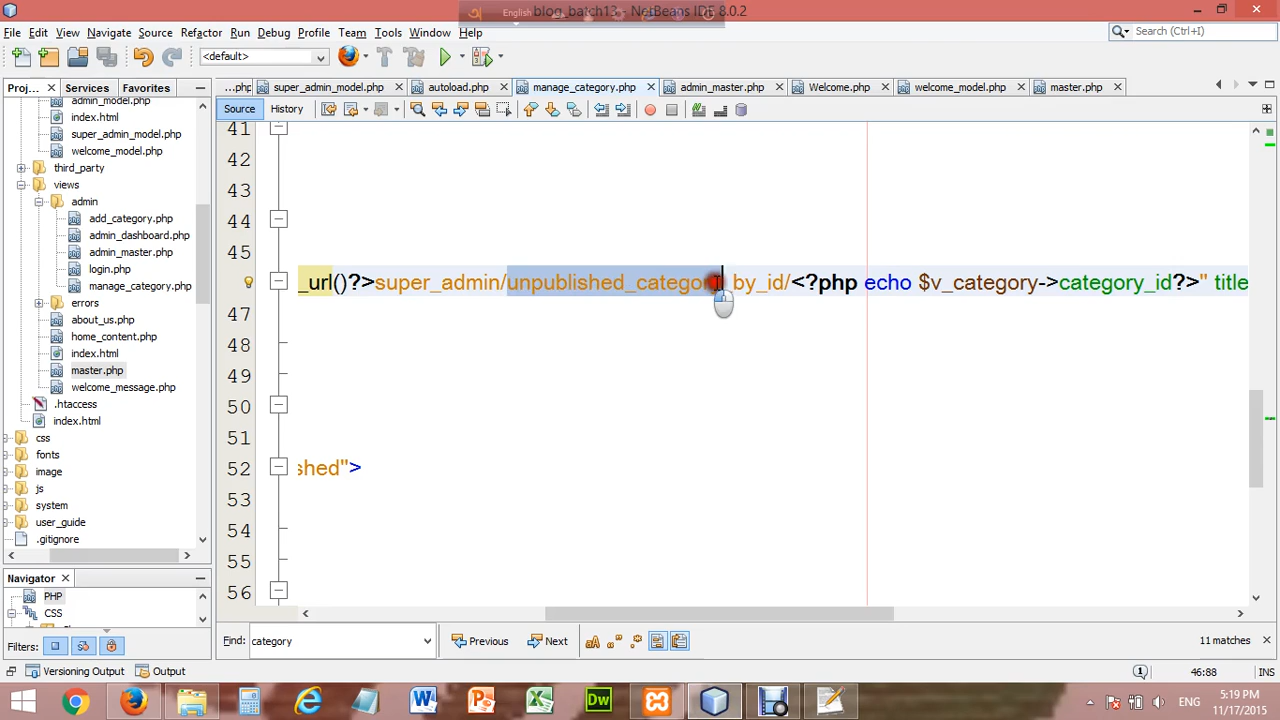 অ English
blog_batch13 - NetBeans IDE 8.0.2
File Edit View Navigate Source Refactor Run Debug Profile Team Tools Window Help
Search (Ctrl+I)
<default>
Proj... Services Favorites
...php super_admin_model.php autoload.php manage_category.php admin_master.php Welcome.php welcome_model.php master.php
Source History
admin_model.php
index.html
super_admin_model.php
welcome_model.php
third_party
views
admin
add_category.php
admin_dashboard.php
admin_master.php
login.php
manage_category.php
errors
about_us.php
home_content.php
index.html
master.php
welcome_message.php
.htaccess
index.html
css
fonts
image
js
system
user_guide
.gitignore
41
42
43
44
45
_url()?>super_admin/unpublished_category_by_id/<?php echo $v_category->category_id?>" title
47
48
49
50
51
52 shed">
53
54
55
56
Navigator
PHP
CSS
Filters:
Find: category Previous Next 11 matches
Versioning Output Output 46:88 INS
ENG 5:19 PM
11/17/2015